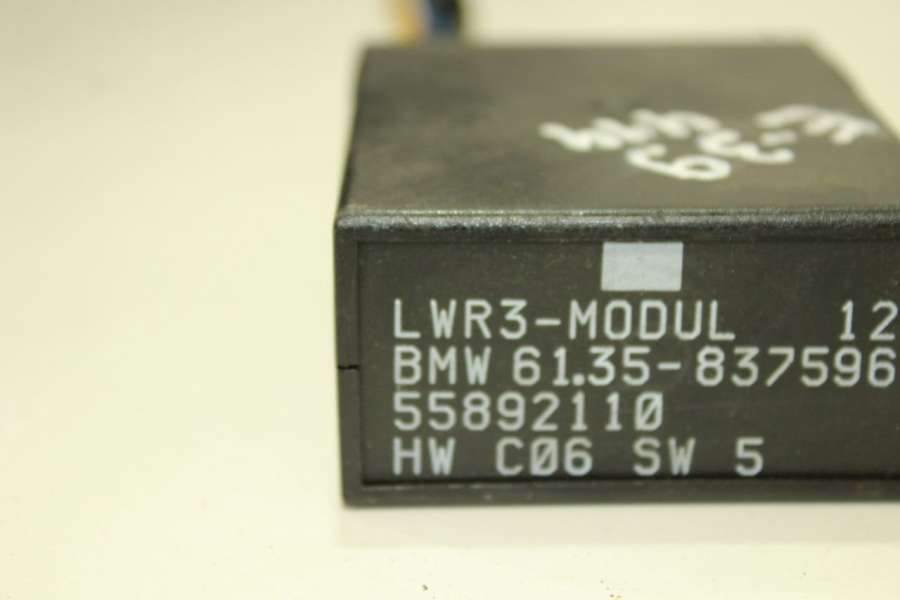 LWR3-MODUL 12
BMW 61.35-837596
55892110
HW C06 SW 5